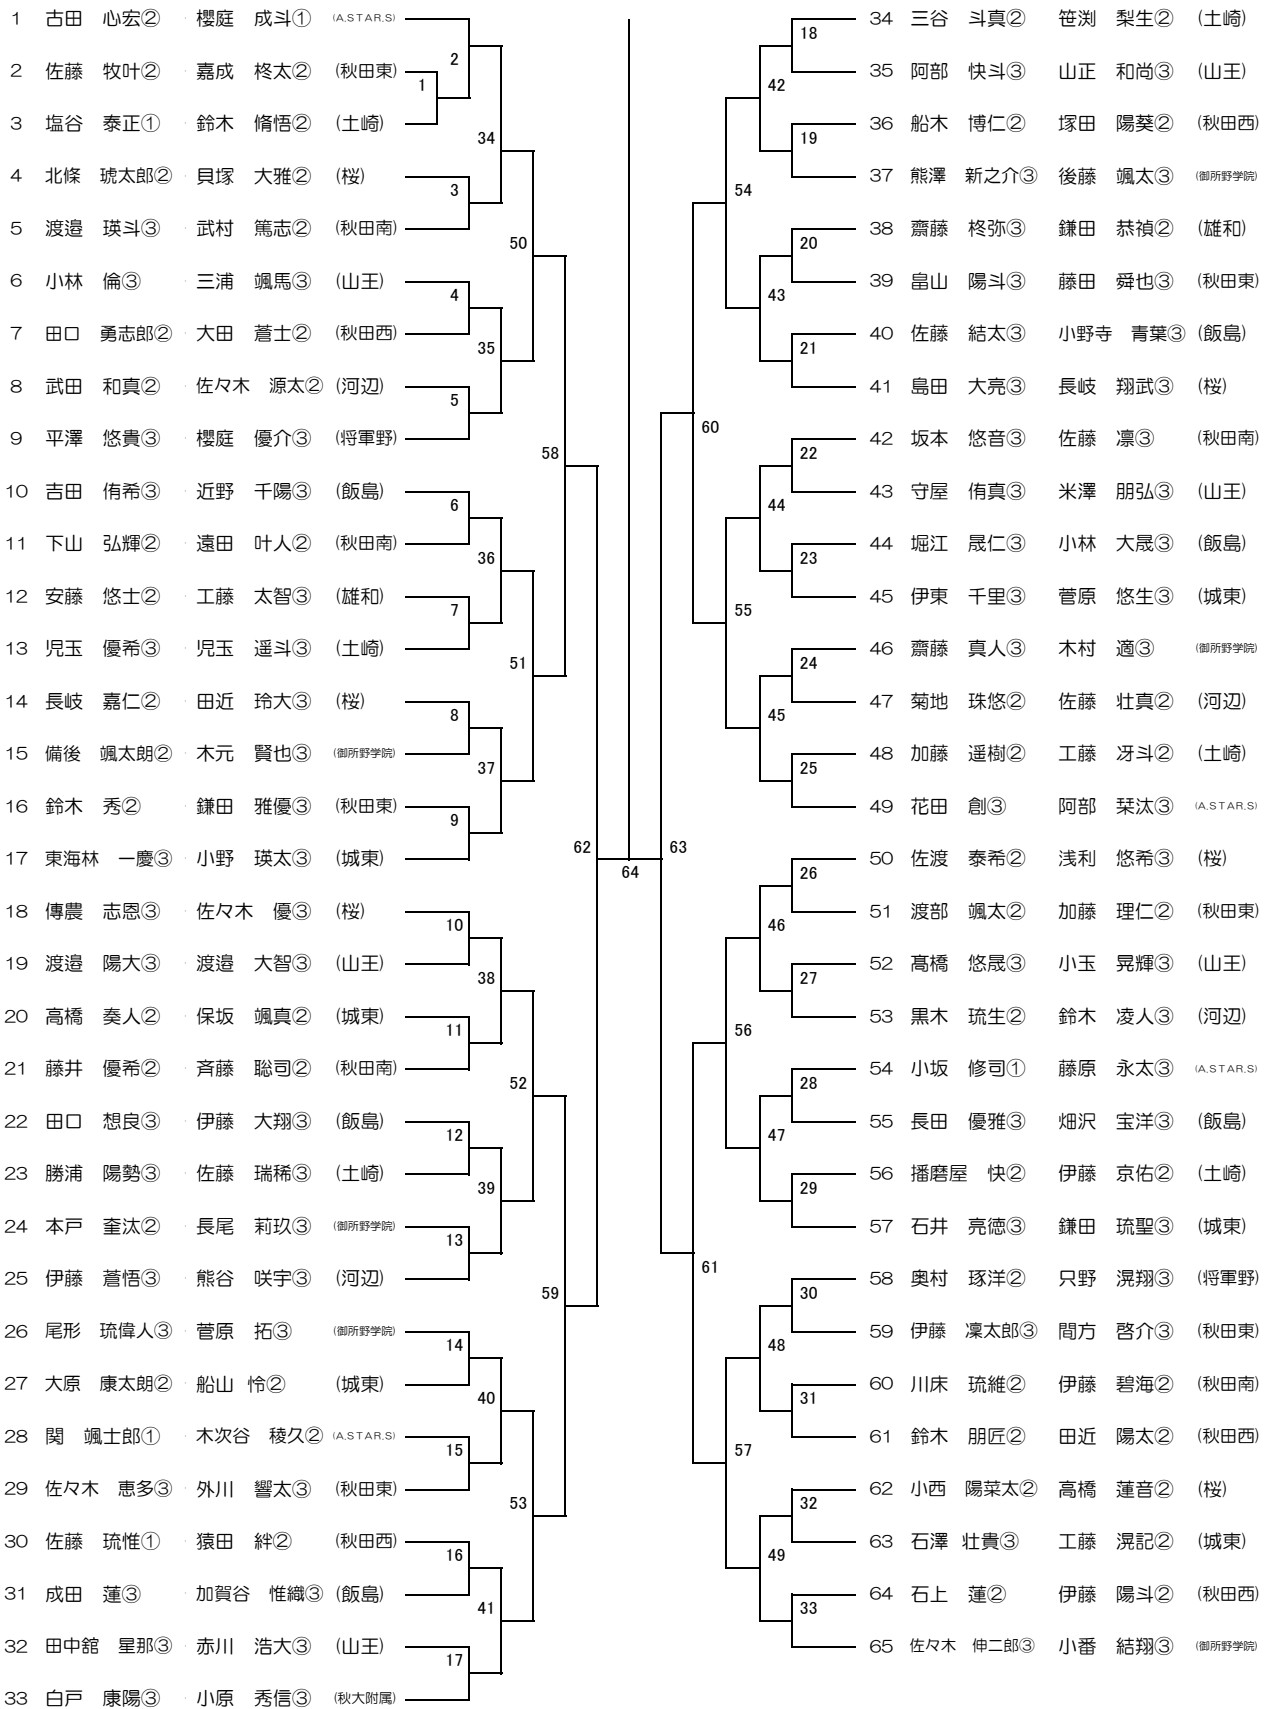 1 古田 心宏② 櫻庭 成斗① (A.STAR.S)
2 佐藤 牧叶② 嘉成 柊太② (秋田東)
3 塩谷 泰正① 鈴木 脩悟② (土崎)
4 北條 琥太郎② 貝塚 大雅② (桜)
5 渡邉 瑛斗③ 武村 篤志② (秋田南)
6 小林 倫③ 三浦 颯馬③ (山王)
7 田口 勇志郎② 大田 蒼士② (秋田西)
8 武田 和真② 佐々木 源太② (河辺)
9 平澤 悠貴③ 櫻庭 優介③ (将軍野)
10 吉田 侑希③ 近野 千陽③ (飯島)
11 下山 弘輝② 遠田 叶人② (秋田南)
12 安藤 悠士② 工藤 太智③ (雄和)
13 児玉 優希③ 児玉 遥斗③ (土崎)
14 長岐 嘉仁② 田近 玲大③ (桜)
15 備後 颯太朗② 木元 賢也③ (御所野学院)
16 鈴木 秀② 鎌田 雅優③ (秋田東)
17 東海林 一慶③ 小野 瑛太③ (城東)
18 傳農 志恩③ 佐々木 優③ (桜)
19 渡邉 陽大③ 渡邉 大智③ (山王)
20 高橋 奏人② 保坂 颯真② (城東)
21 藤井 優希② 斉藤 聡司② (秋田南)
22 田口 想良③ 伊藤 大翔③ (飯島)
23 勝浦 陽勢③ 佐藤 瑞稀③ (土崎)
24 本戸 奎汰② 長尾 莉玖③ (御所野学院)
25 伊藤 蒼悟③ 熊谷 咲宇③ (河辺)
26 尾形 琉偉人③ 菅原 拓③ (御所野学院)
27 大原 康太朗② 船山 怜② (城東)
28 関 颯士郎① 木次谷 稜久② (A.STAR.S)
29 佐々木 恵多③ 外川 響太③ (秋田東)
30 佐藤 琉惟① 猿田 絆② (秋田西)
31 成田 蓮③ 加賀谷 惟織③ (飯島)
32 田中舘 星那③ 赤川 浩大③ (山王)
33 白戸 康陽③ 小原 秀信③ (秋大附属)
1
2
3
4
5
6
7
8
9
10
11
12
13
14
15
16
17
34
35
36
37
38
39
40
41
50
51
52
53
58
59
62
64
63
60
61
54
55
56
57
42
43
44
45
46
47
48
49
18
19
20
21
22
23
24
25
26
27
28
29
30
31
32
33
34 三谷 斗真② 笹渕 梨生② (土崎)
35 阿部 快斗③ 山正 和尚③ (山王)
36 船木 博仁② 塚田 陽葵② (秋田西)
37 熊澤 新之介③ 後藤 颯太③ (御所野学院)
38 齋藤 柊弥③ 鎌田 恭禎② (雄和)
39 畠山 陽斗③ 藤田 舜也③ (秋田東)
40 佐藤 結太③ 小野寺 青葉③ (飯島)
41 島田 大亮③ 長岐 翔武③ (桜)
42 坂本 悠音③ 佐藤 凛③ (秋田南)
43 守屋 侑真③ 米澤 朋弘③ (山王)
44 堀江 晟仁③ 小林 大晟③ (飯島)
45 伊東 千里③ 菅原 悠生③ (城東)
46 齋藤 真人③ 木村 適③ (御所野学院)
47 菊地 珠悠② 佐藤 壮真② (河辺)
48 加藤 遥樹② 工藤 冴斗② (土崎)
49 花田 創③ 阿部 栞汰③ (A.STAR.S)
50 佐渡 泰希② 浅利 悠希③ (桜)
51 渡部 颯太② 加藤 理仁② (秋田東)
52 髙橋 悠晟③ 小玉 晃輝③ (山王)
53 黒木 琉生② 鈴木 凌人③ (河辺)
54 小坂 修司① 藤原 永太③ (A.STAR.S)
55 長田 優雅③ 畑沢 宝洋③ (飯島)
56 播磨屋 快② 伊藤 京佑② (土崎)
57 石井 亮徳③ 鎌田 琉聖③ (城東)
58 奥村 琢洋② 只野 滉翔③ (将軍野)
59 伊藤 凜太郎③ 間方 啓介③ (秋田東)
60 川床 琉維② 伊藤 碧海② (秋田南)
61 鈴木 朋匠② 田近 陽太② (秋田西)
62 小西 陽菜太② 高橋 蓮音② (桜)
63 石澤 壮貴③ 工藤 滉記② (城東)
64 石上 蓮② 伊藤 陽斗② (秋田西)
65 佐々木 伸二郎③ 小番 結翔③ (御所野学院)